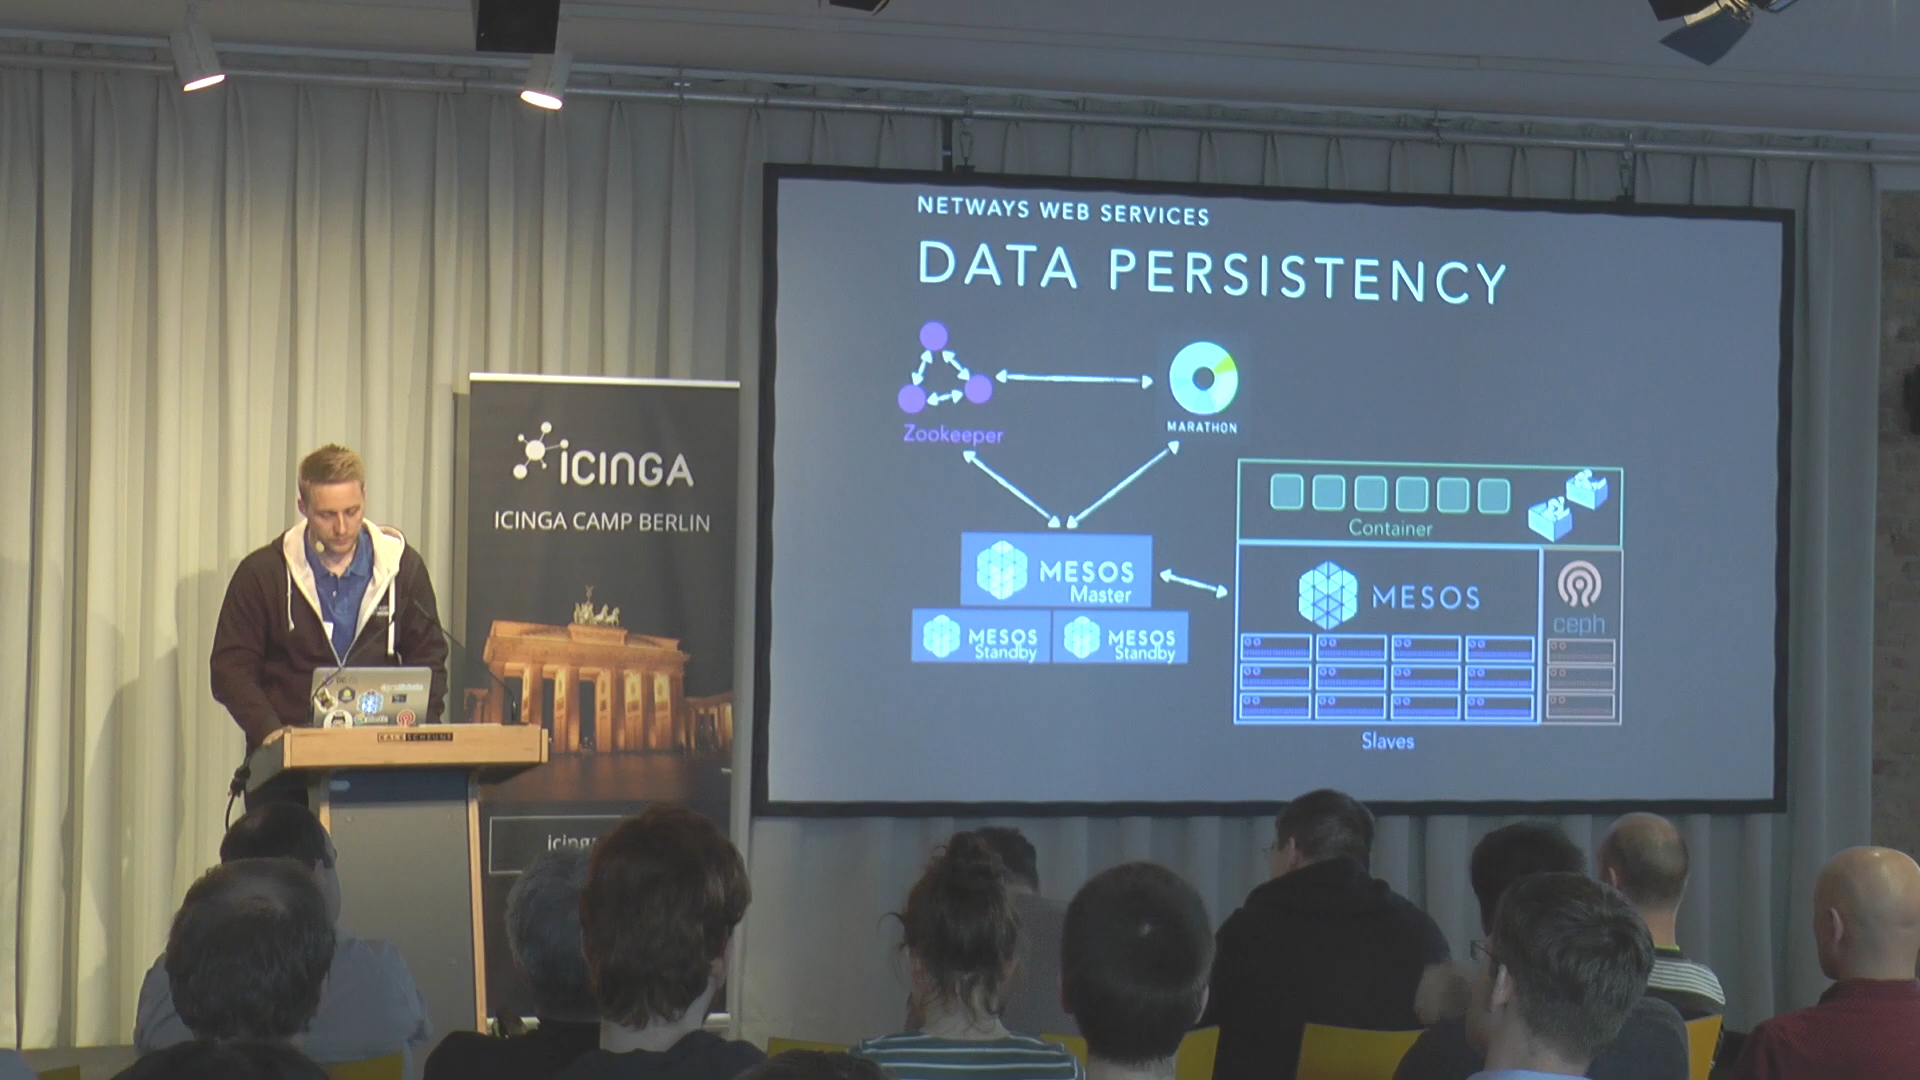 NETWAYS WEB SERVICES
DATA PERSISTENCY
Zookeeper
MARATHON
MESOS
Master
MESOS
Standby
MESOS
Standby
Container
MESOS
ceph
Slaves
ICINGA
ICINGA CAMP BERLIN
KALKSCHEUNE